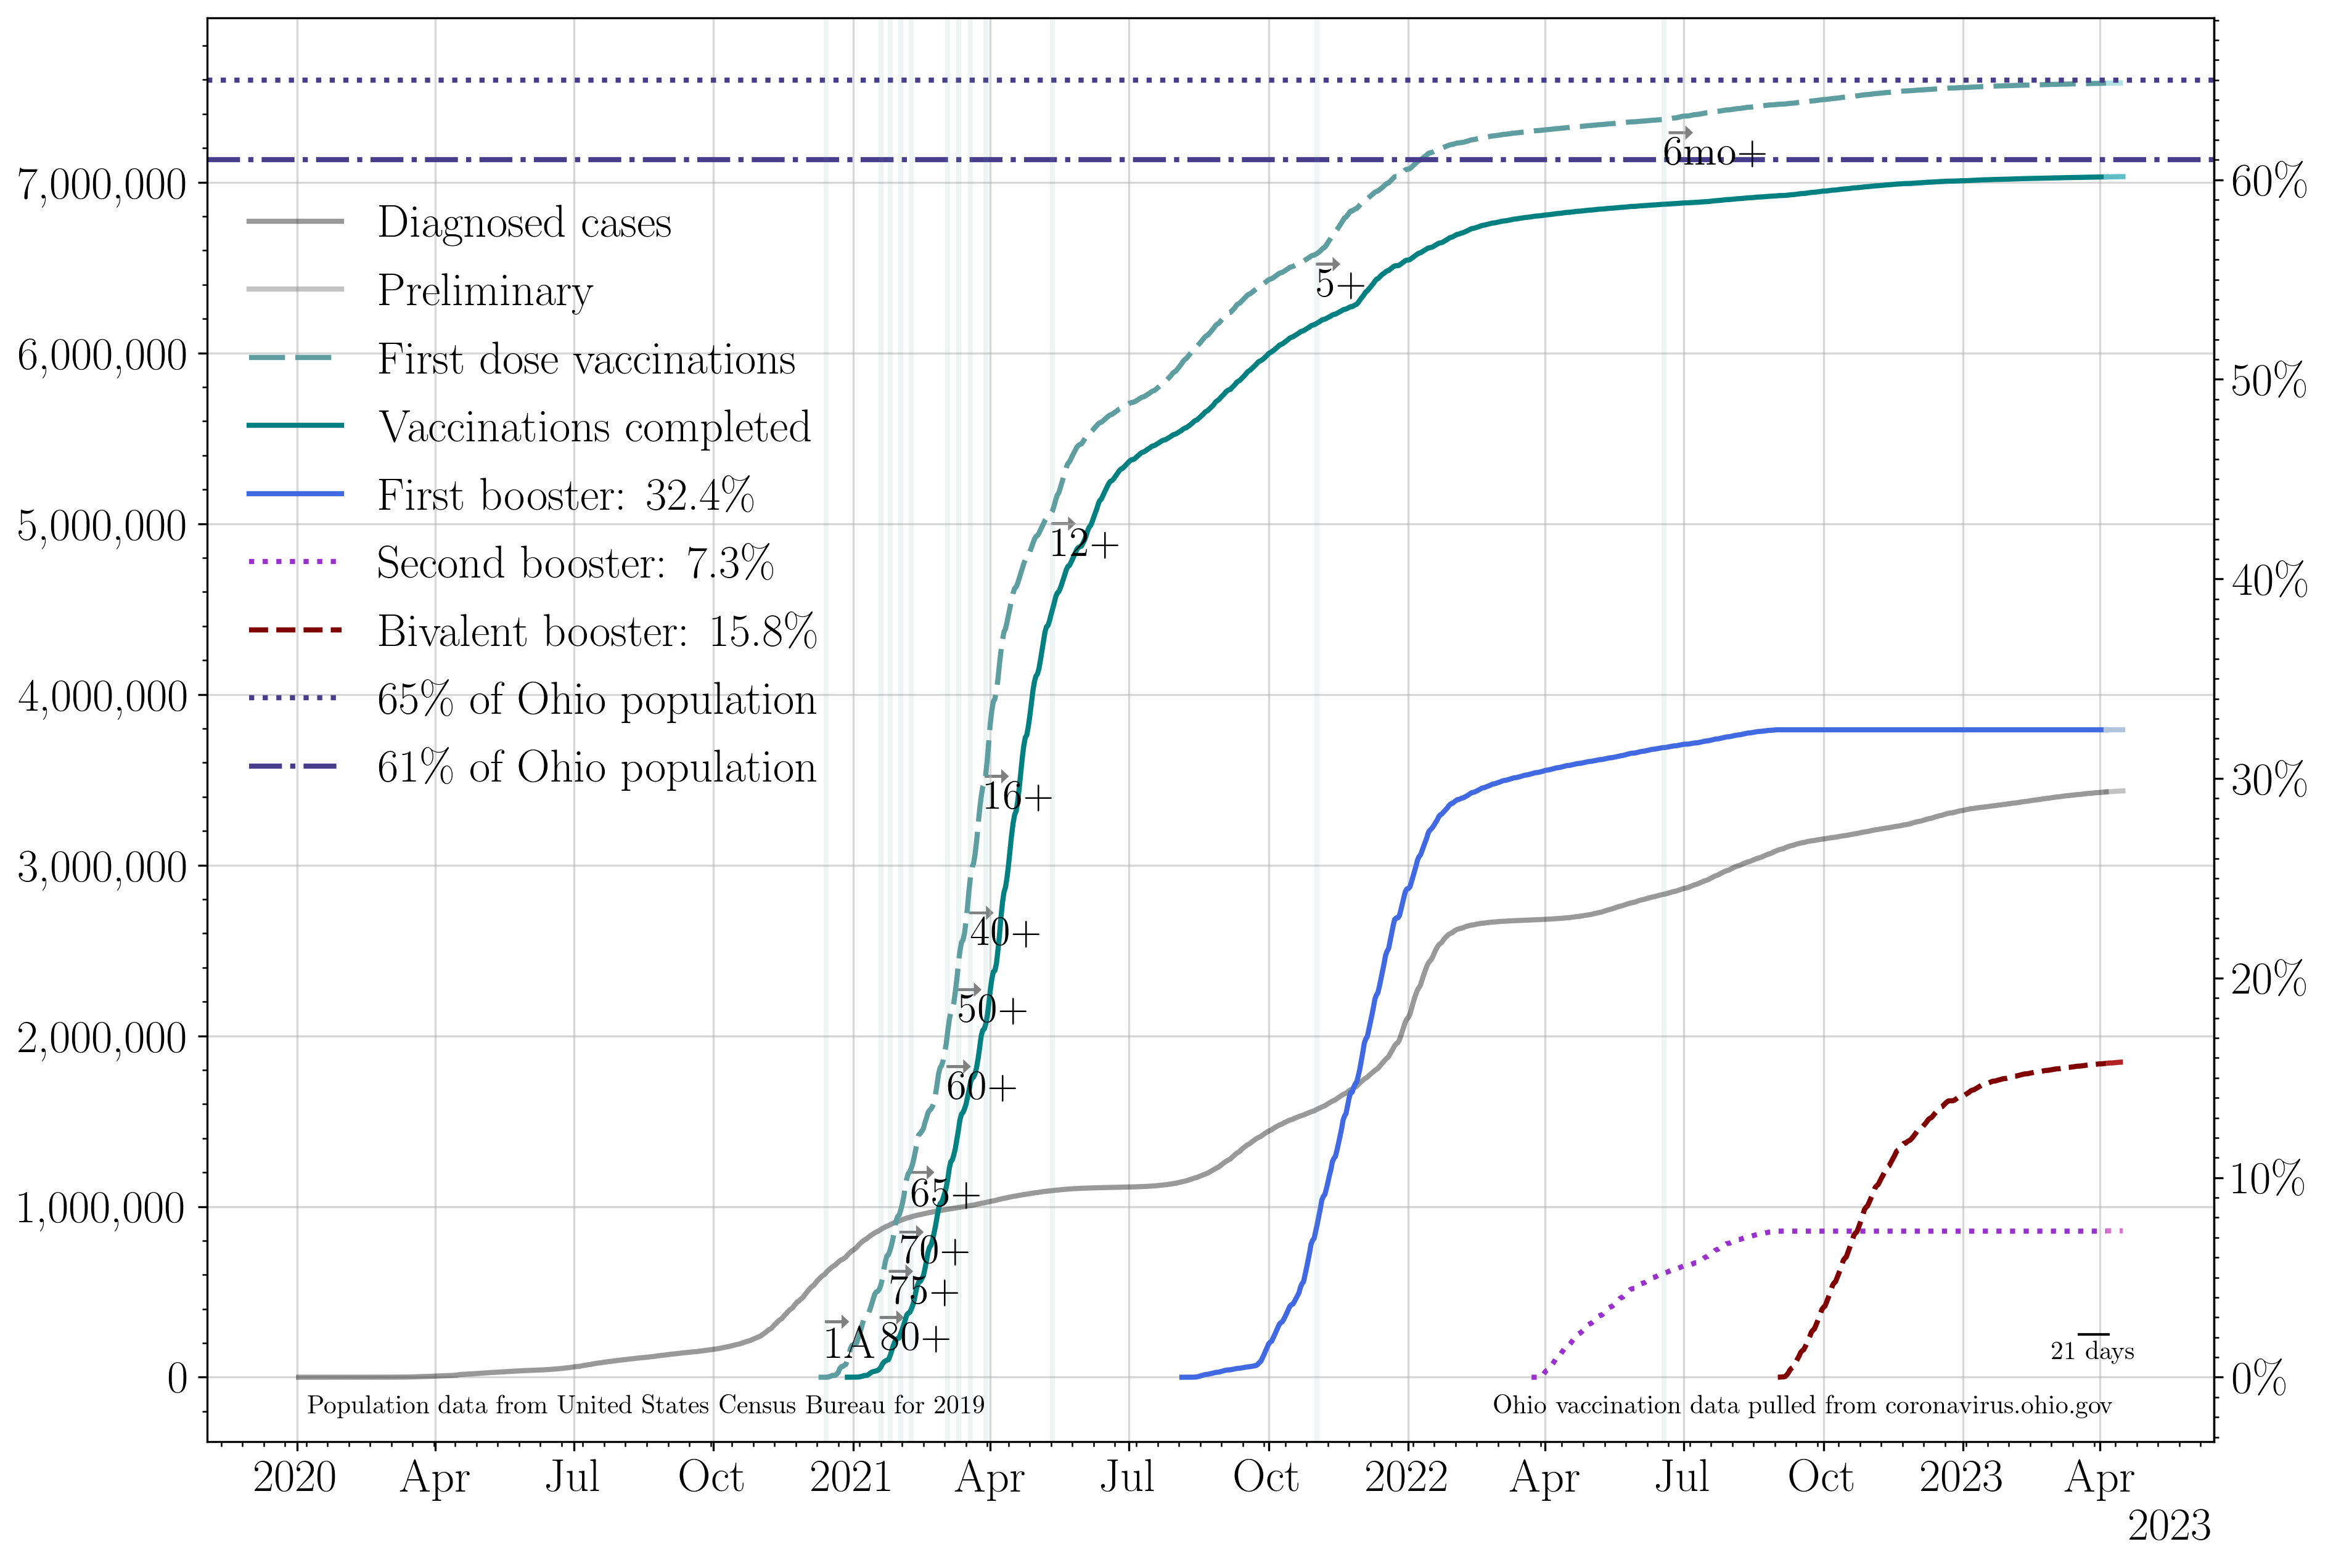 7,000,000
6,000,000
5,000,000
4,000,000
3,000,000
2,000,000
1,000,000
0
Diagnosed cases
Preliminary
First dose vaccinations
Vaccinations completed
First booster: 32.4%
Second booster: 7.3%
Bivalent booster: 15.8%
65% of Ohio population
61% of Ohio population
6mo+
5+
12+
16+
40+
50+
60+
65+
70+
75+
80+
1A
21 days
60%
50%
40%
30%
20%
10%
0%
Population data from United States Census Bureau for 2019
Ohio vaccination data pulled from coronavirus.ohio.gov
2020 Apr Jul Oct 2021 Apr Jul Oct 2022 Apr Jul Oct 2023 Apr
2023